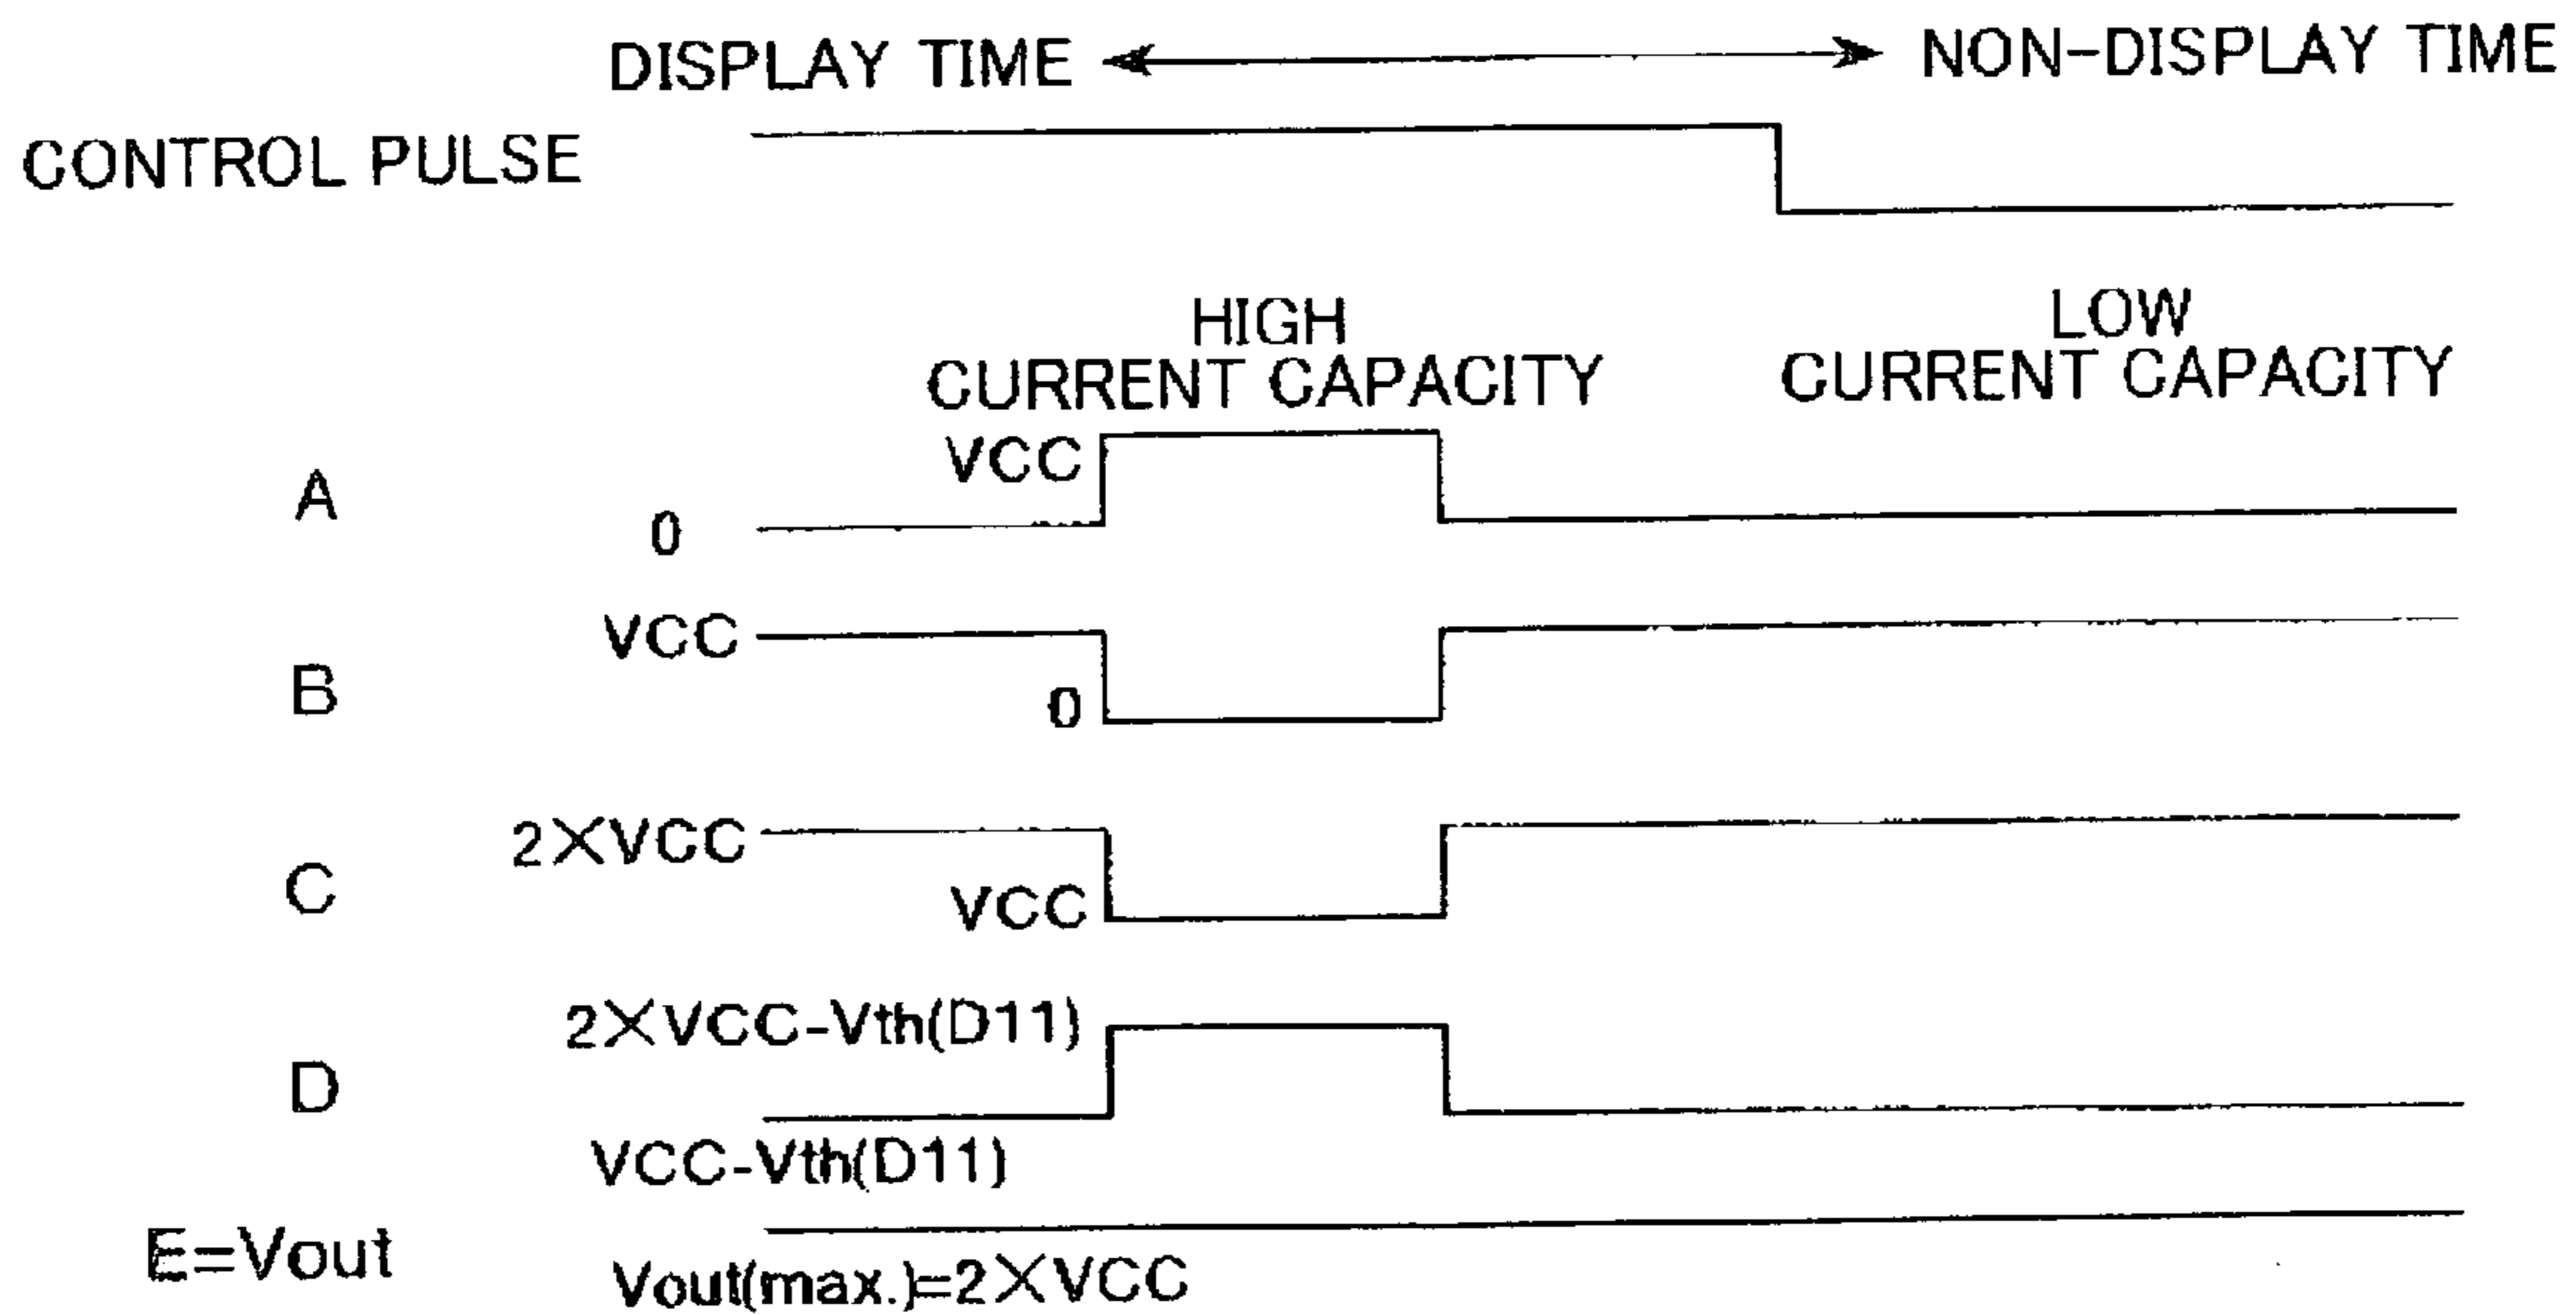 DISPLAY TIME
NON-DISPLAY TIME
CONTROL PULSE
HIGH
CURRENT CAPACITY
LOW
CURRENT CAPACITY
A
VCC
0
B
VCC
0
C
2×VCC
VCC
D
2×VCC-Vth(D11)
VCC-Vth(D11)
E=Vout
Vout(max.)=2×VCC